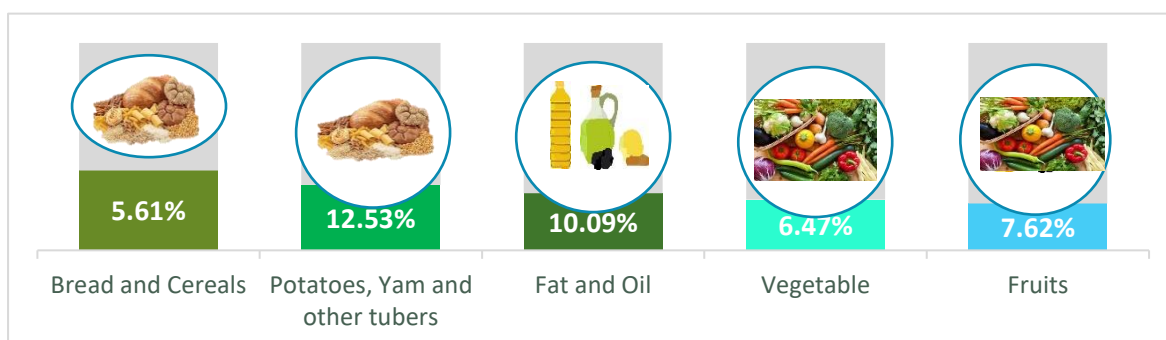 5.61%
12.53%
10.09%
6.47%
7.62%
Bread and Cereals
Potatoes, Yam and
other tubers
Fat and Oil
Vegetable
Fruits